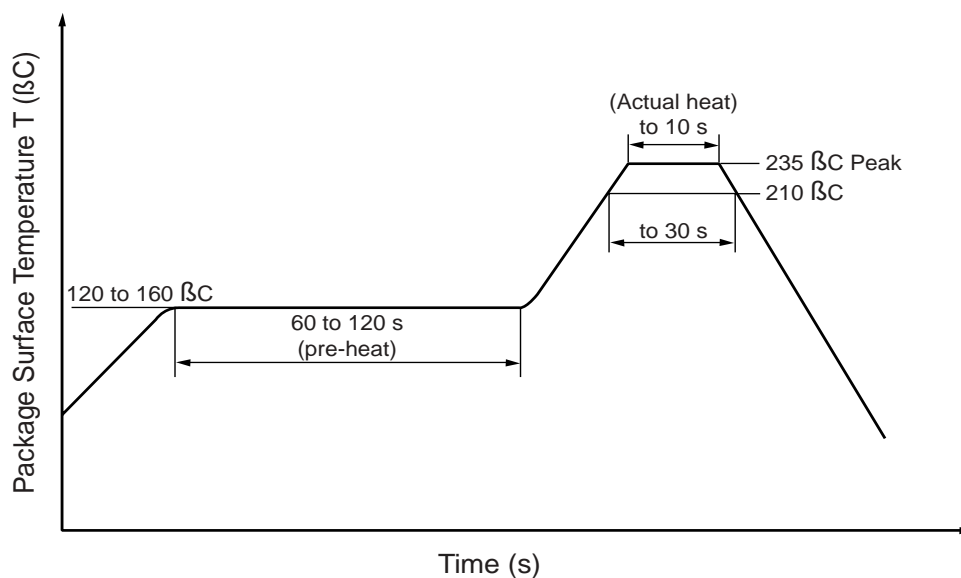 Package Surface Temperature T (ßC)
(Actual heat)
to 10 s
235 ßC Peak
210 ßC
to 30 s
120 to 160 ßC
60 to 120 s
(pre-heat)
Time (s)